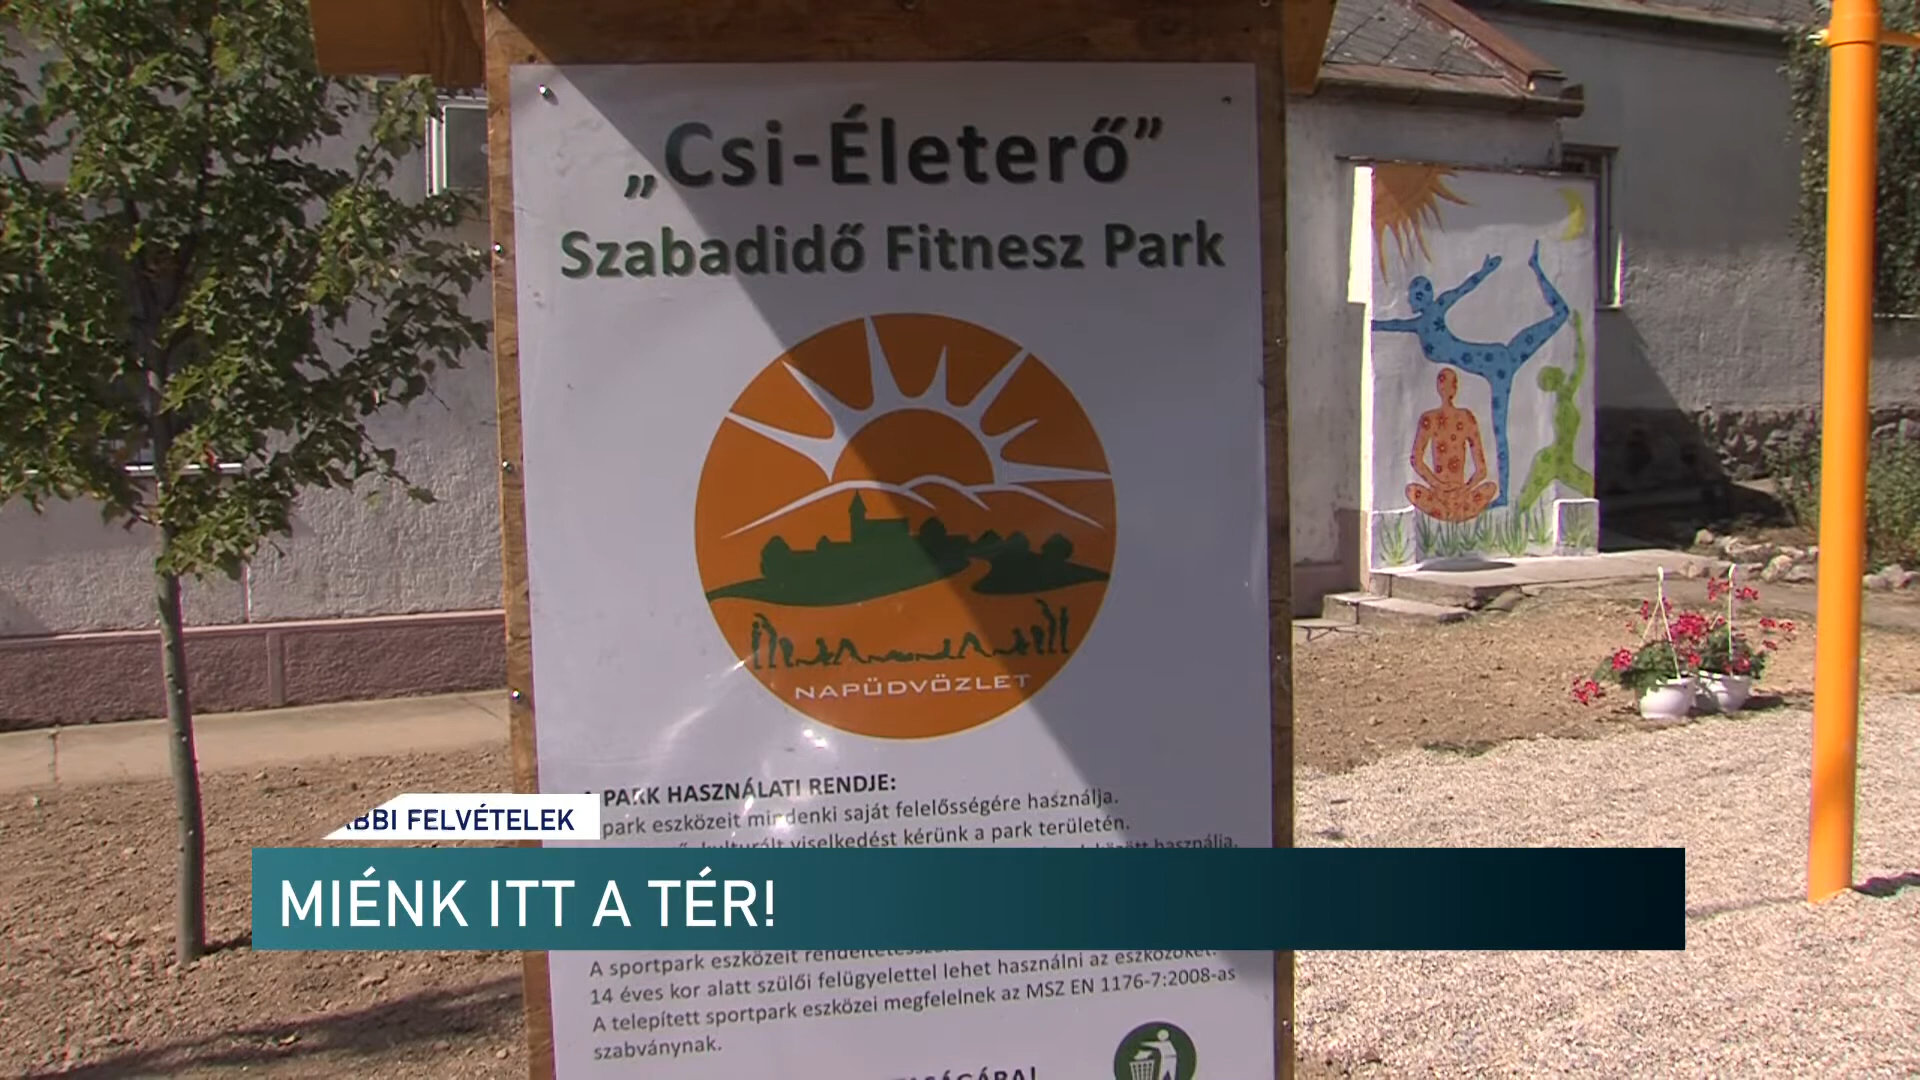 „Csi-Életerő”
Szabadidő Fitnesz Park
NAPÜDVÖZLET
PARK HASZNÁLATI RENDJE:
park eszközeit mindenki saját felelősségére használja.
kulturált viselkedést kérünk a park területén.
használja.
FELVÉTELEK
MIÉNK ITT A TÉR!
A sportpark eszközeit
14 éves kor alatt szülői felügyelettel lehet használni az eszközöket.
A telepített sportpark eszközei megfelelnek az MSZ EN 1176-7:2008-as
szabványnak.